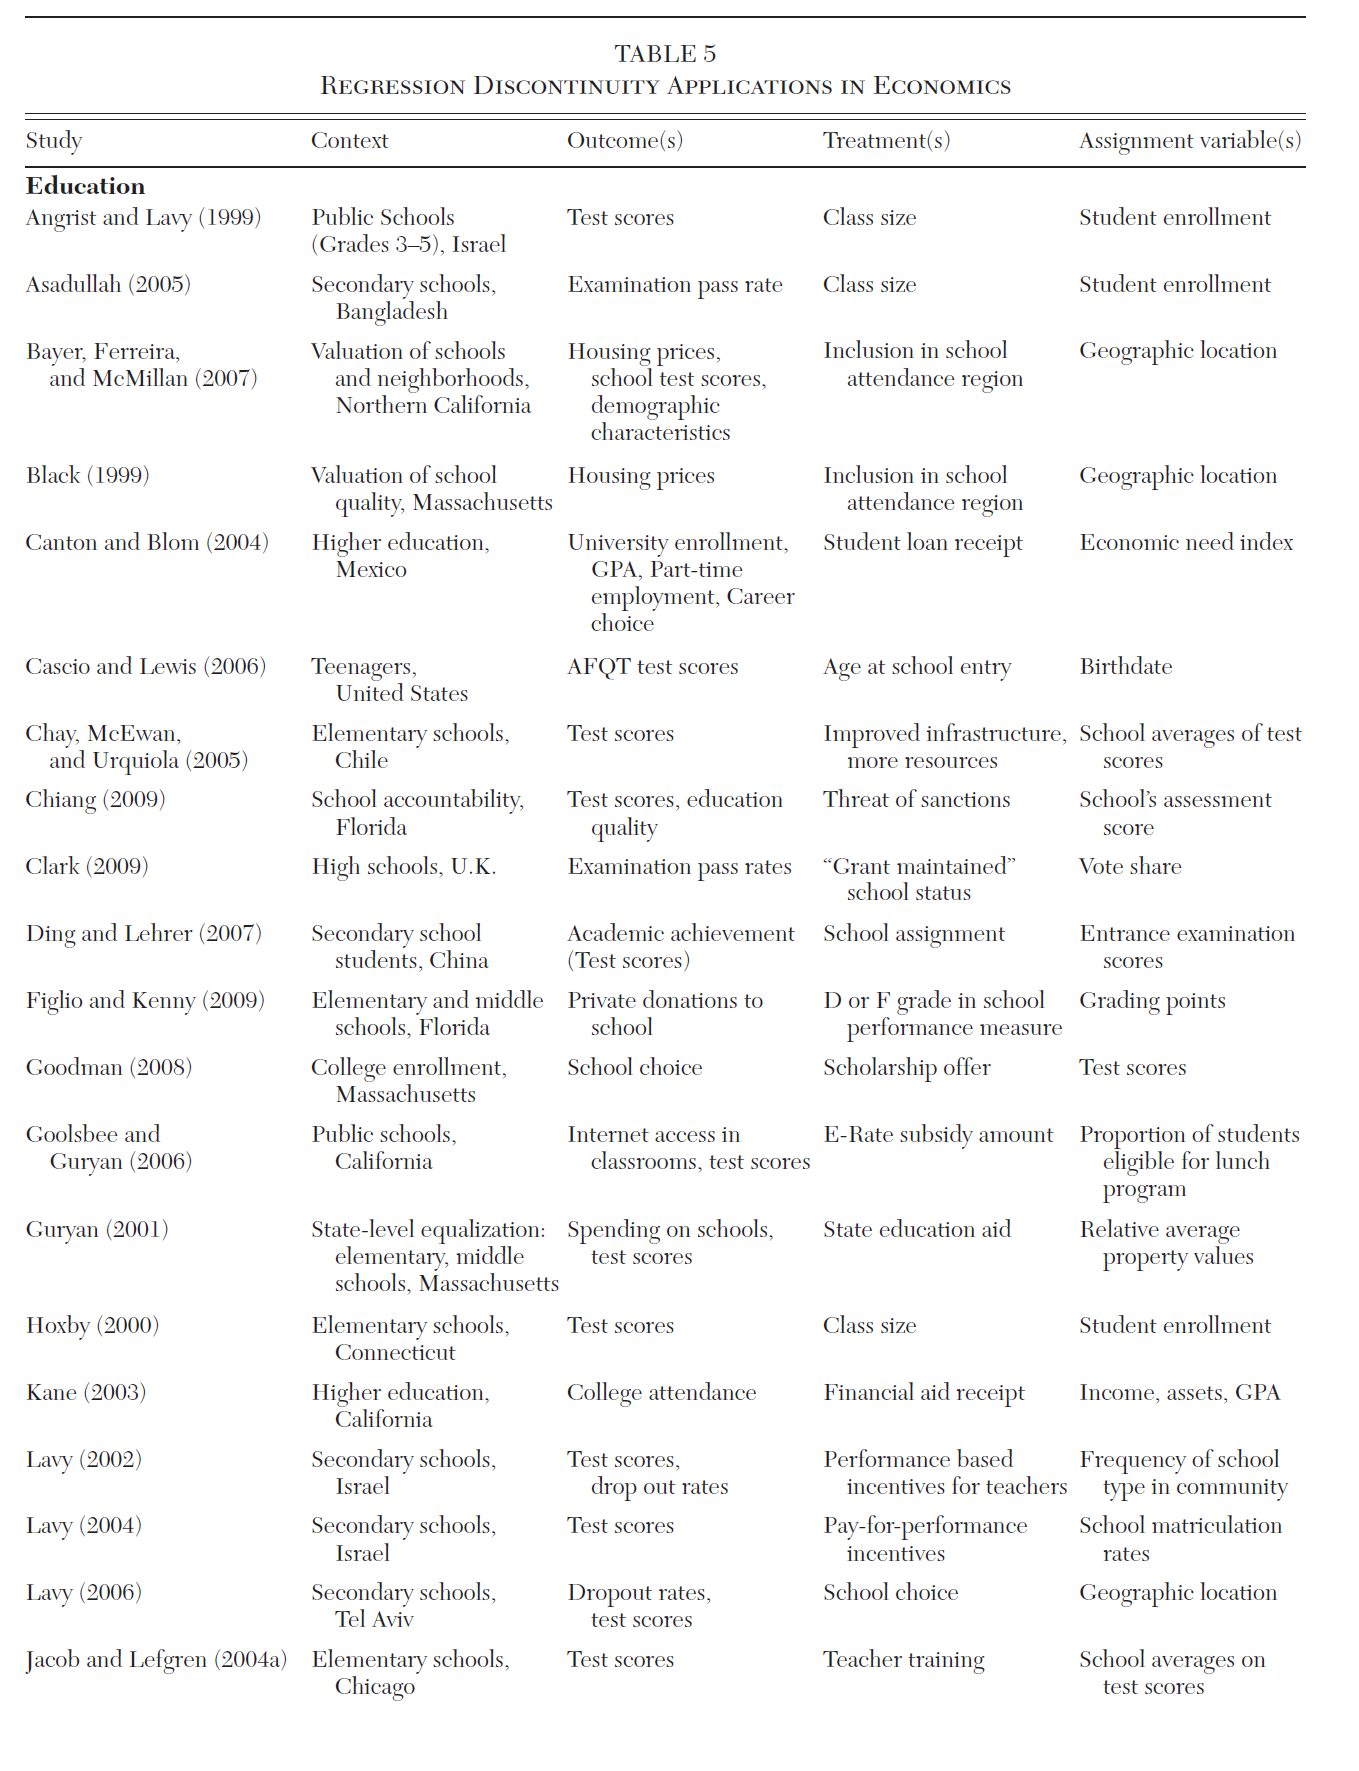 TABLE 5
Regression Discontinuity Applications in Economics
Study Context Outcome(s) Treatment(s) Assignment variable(s)
Education
Angrist and Lavy (1999) Public Schools Test scores Class size Student enrollment
(Grades 3–5), Israel
Asadullah (2005) Secondary schools, Examination pass rate Class size Student enrollment
Bangladesh
Bayer, Ferreira, Valuation of schools Housing prices, Inclusion in school Geographic location
and McMillan (2007) and neighborhoods, school test scores, attendance region
Northern California demographic
characteristics
Black (1999) Valuation of school Housing prices Inclusion in school Geographic location
quality, Massachusetts attendance region
Canton and Blom (2004) Higher education, University enrollment, Student loan receipt Economic need index
Mexico GPA, Part-time
employment, Career
choice
Cascio and Lewis (2006) Teenagers, AFQT test scores Age at school entry Birthdate
United States
Chay, McEwan, Elementary schools, Test scores Improved infrastructure, School averages of test
and Urquiola (2005) Chile more resources scores
Chiang (2009) School accountability, Test scores, education Threat of sanctions School’s assessment
Florida quality score
Clark (2009) High schools, U.K. Examination pass rates “Grant maintained” Vote share
school status
Ding and Lehrer (2007) Secondary school Academic achievement School assignment Entrance examination
students, China (Test scores) scores
Figlio and Kenny (2009) Elementary and middle Private donations to D or F grade in school Grading points
schools, Florida school performance measure
Goodman (2008) College enrollment, School choice Scholarship offer Test scores
Massachusetts
Goolsbee and Public schools, Internet access in E-Rate subsidy amount Proportion of students
Guryan (2006) California classrooms, test scores eligible for lunch
program
Guryan (2001) State-level equalization: Spending on schools, State education aid Relative average
elementary, middle test scores property values
schools, Massachusetts
Hoxby (2000) Elementary schools, Test scores Class size Student enrollment
Connecticut
Kane (2003) Higher education, College attendance Financial aid receipt Income, assets, GPA
California
Lavy (2002) Secondary schools, Test scores, Performance based Frequency of school
Israel drop out rates incentives for teachers type in community
Lavy (2004) Secondary schools, Test scores Pay-for-performance School matriculation
Israel incentives rates
Lavy (2006) Secondary schools, Dropout rates, School choice Geographic location
Tel Aviv test scores
Jacob and Lefgren (2004a) Elementary schools, Test scores Teacher training School averages on
Chicago test scores